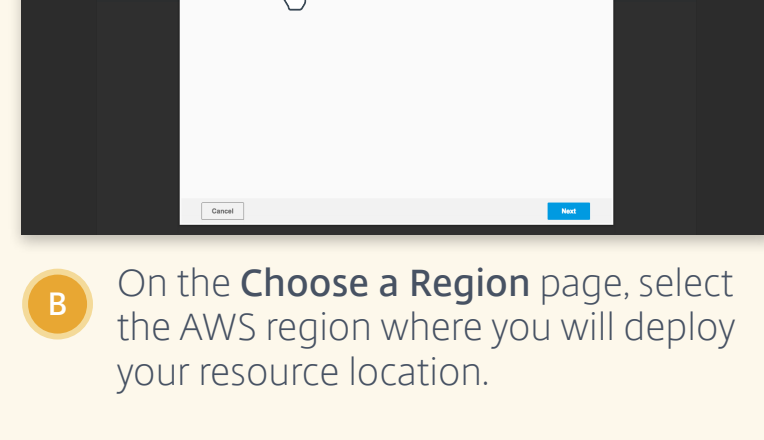 Cancel Next
B
On the Choose a Region page, select
the AWS region where you will deploy
your resource location.